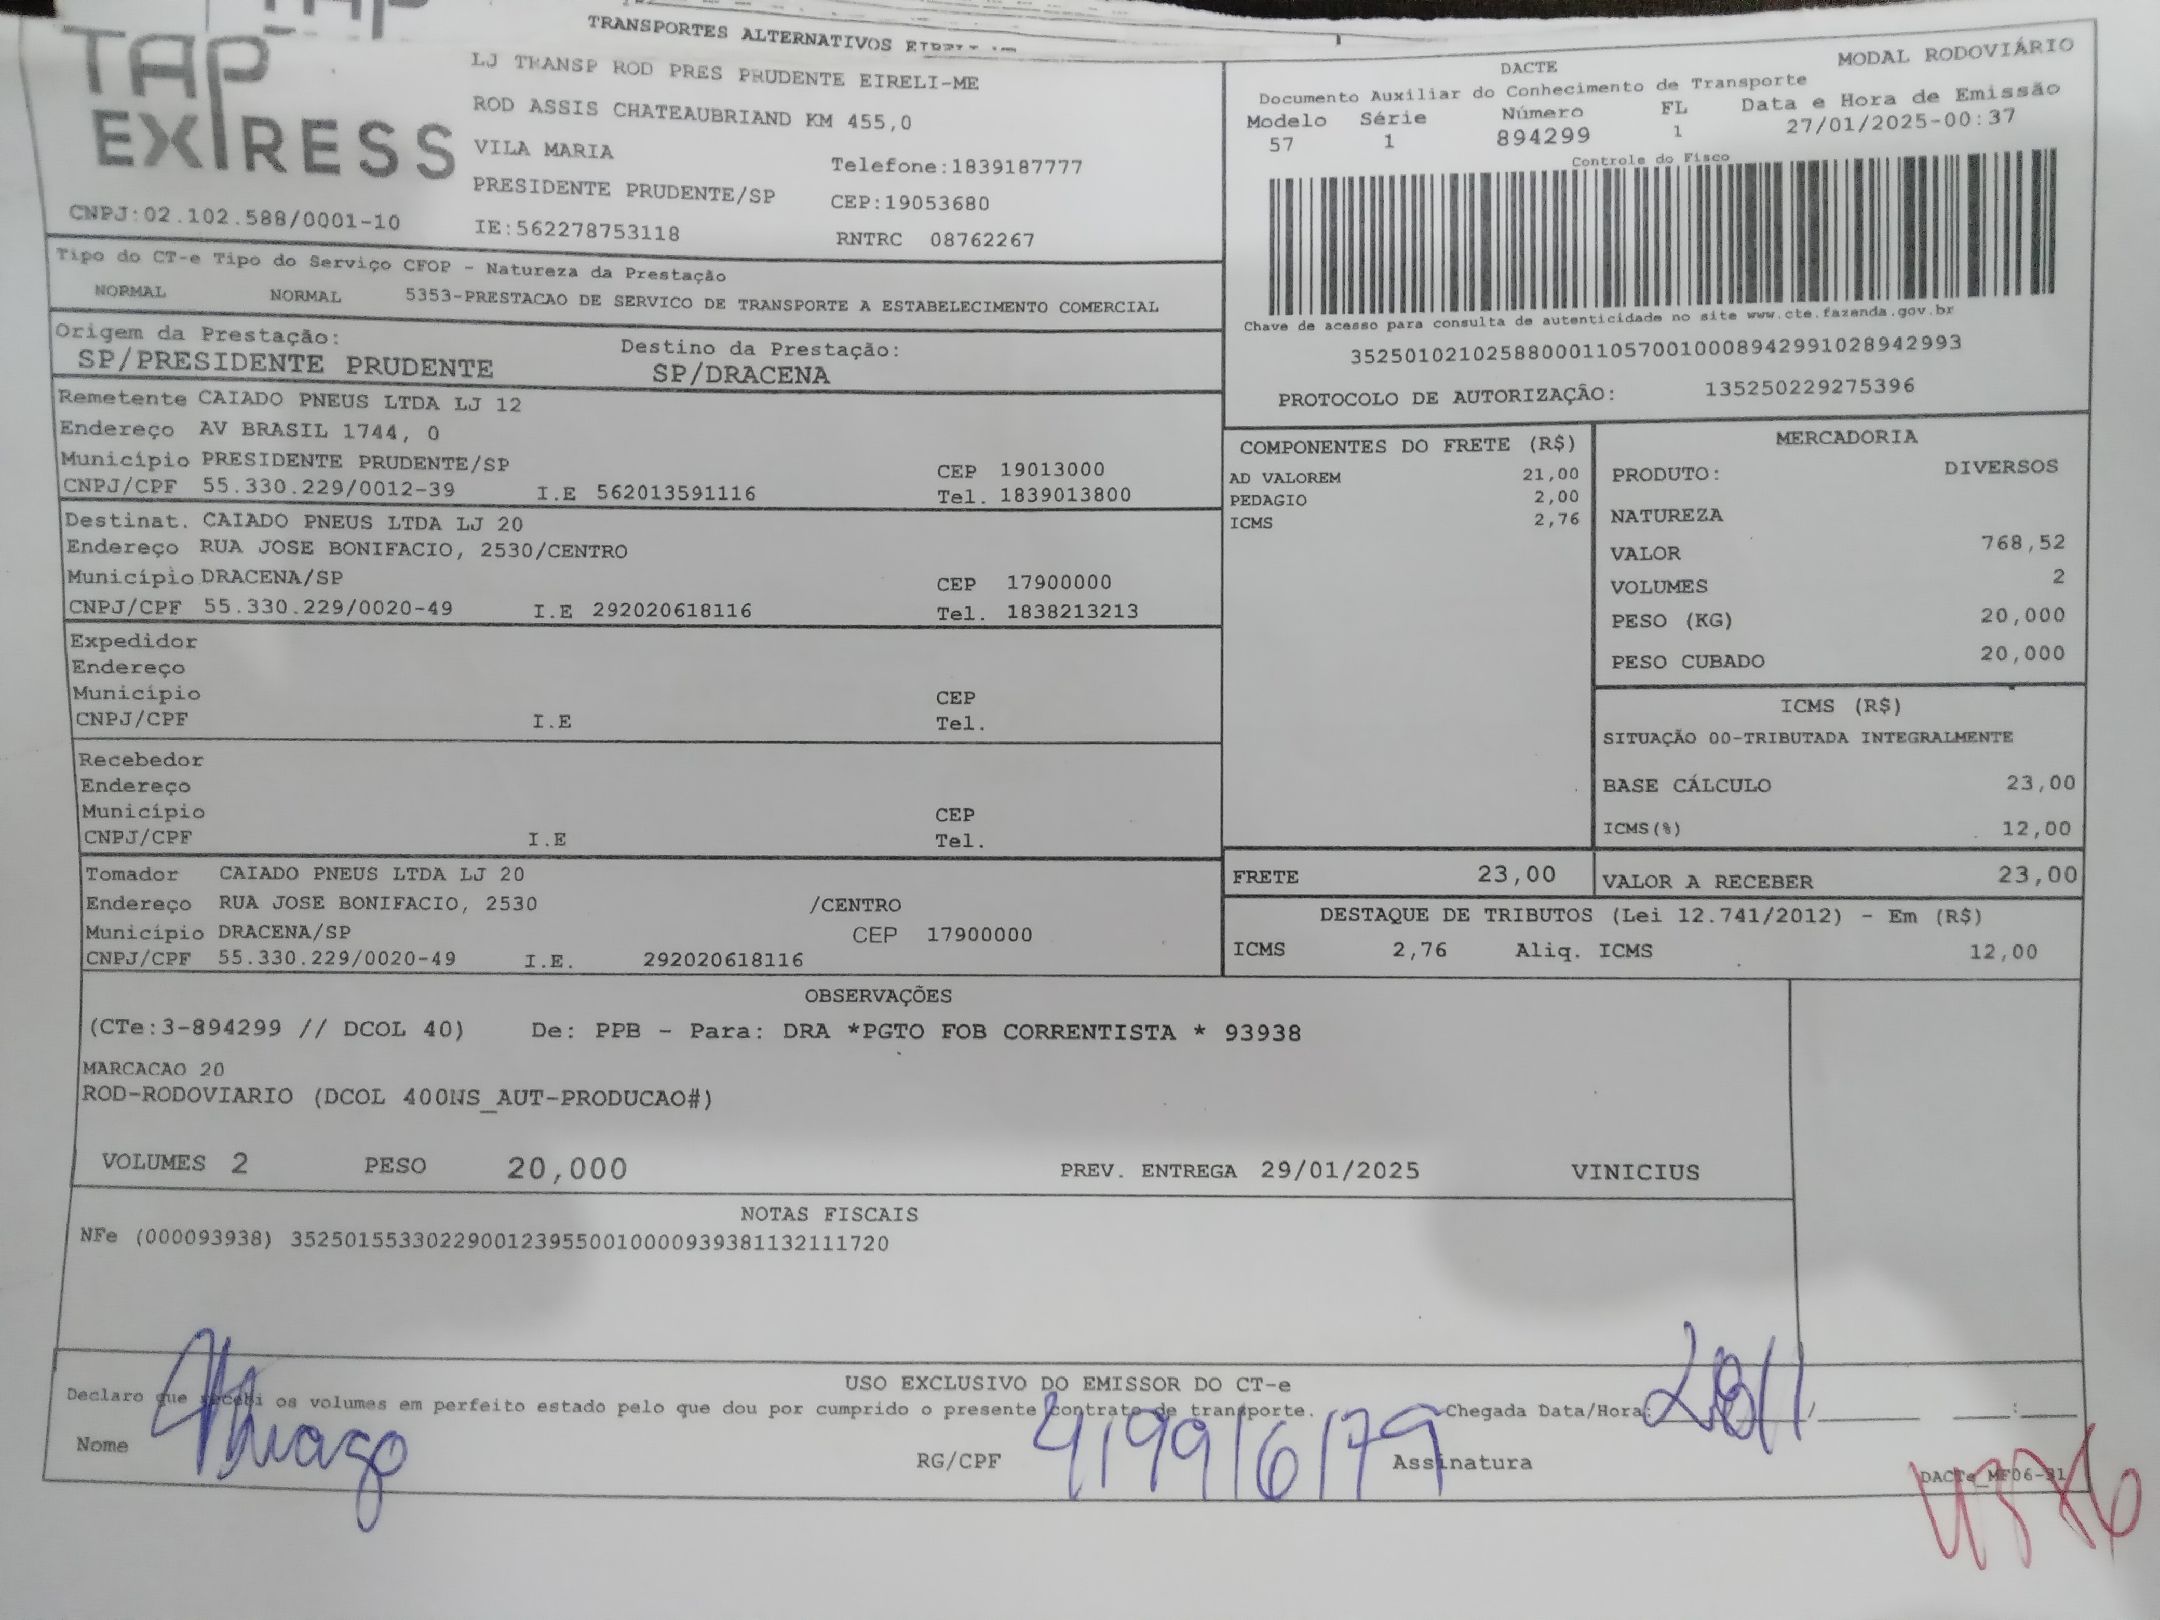 TRANSPORTES ALTERNATIVOS
TAP
EXPRESS
LJ TRANSP ROD PRES PRUDENTE EIRELI-ME
ROD ASSIS CHATEAUBRIAND KM 455,0
VILA MARIA
Telefone:1839187777
PRESIDENTE PRUDENTE/SP
CEP:19053680
CNPJ:02.102.588/0001-10
IE:562278753118
RNTRC 08762267
MODAL RODOVIÁRIO
DACTE
Documento Auxiliar do Conhecimento de Transporte
Modelo Série Número FL Data e Hora de Emissão
57 1 894299 1 27/01/2025-00:37
Controle do Fisco
Chave de acesso para consulta de autenticidade no site www.cte.fazenda.gov.br
35250102102588000110570010008942991028942993
PROTOCOLO DE AUTORIZAÇÃO: 135250229275396
Tipo do CT-e Tipo do Serviço CFOP - Natureza da Prestação
NORMAL NORMAL 5353-PRESTACAO DE SERVICO DE TRANSPORTE A ESTABELECIMENTO COMERCIAL
Origem da Prestação: Destino da Prestação:
SP/PRESIDENTE PRUDENTE SP/DRACENA
Remetente CAIADO PNEUS LTDA LJ 12
Endereço AV BRASIL 1744, 0
Município PRESIDENTE PRUDENTE/SP CEP 19013000
CNPJ/CPF 55.330.229/0012-39 I.E 562013591116 Tel. 1839013800
Destinat. CAIADO PNEUS LTDA LJ 20
Endereço RUA JOSE BONIFACIO, 2530/CENTRO
Município DRACENA/SP CEP 17900000
CNPJ/CPF 55.330.229/0020-49 I.E 292020618116 Tel. 1838213213
Expedidor
Endereço
Município CEP
CNPJ/CPF I.E Tel.
Recebedor
Endereço
Município CEP
CNPJ/CPF I.E Tel.
Tomador CAIADO PNEUS LTDA LJ 20
Endereço RUA JOSE BONIFACIO, 2530 /CENTRO
Município DRACENA/SP CEP 17900000
CNPJ/CPF 55.330.229/0020-49 I.E. 292020618116
COMPONENTES DO FRETE (R$)
AD VALOREM 21,00
PEDAGIO 2,00
ICMS 2,76
MERCADORIA
PRODUTO: DIVERSOS
NATUREZA
VALOR 768,52
VOLUMES 2
PESO (KG) 20,000
PESO CUBADO 20,000
ICMS (R$)
SITUAÇÃO 00-TRIBUTADA INTEGRALMENTE
BASE CÁLCULO 23,00
ICMS(%) 12,00
FRETE 23,00
VALOR A RECEBER 23,00
DESTAQUE DE TRIBUTOS (Lei 12.741/2012) - Em (R$)
ICMS 2,76 Aliq. ICMS 12,00
OBSERVAÇÕES
(CTe:3-894299 // DCOL 40) De: PPB - Para: DRA *PGTO FOB CORRENTISTA * 93938
MARCACAO 20
ROD-RODOVIARIO (DCOL 400NS_AUT-PRODUCAO#)
VOLUMES 2 PESO 20,000 PREV. ENTREGA 29/01/2025 VINICIUS
NOTAS FISCAIS
NFe (000093938) 35250155330229001239550010000939381132111720
USO EXCLUSIVO DO EMISSOR DO CT-e
Declaro que recebi os volumes em perfeito estado pelo que dou por cumprido o presente contrato de transporte. Chegada Data/Hora:
Nome Thiago RG/CPF Assinatura